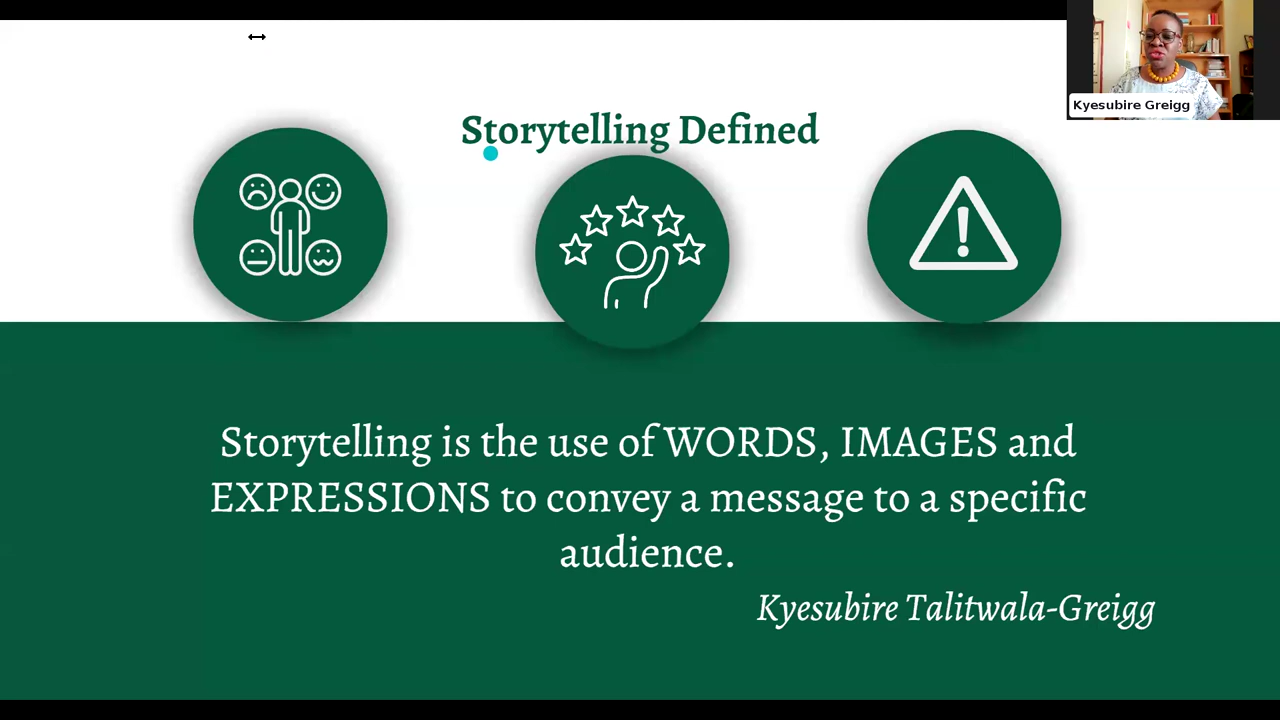 Kyesubire Greigg
Storytelling Defined
Storytelling is the use of WORDS, IMAGES and
EXPRESSIONS to convey a message to a specific
audience.
Kyesubire Talitwala-Greigg